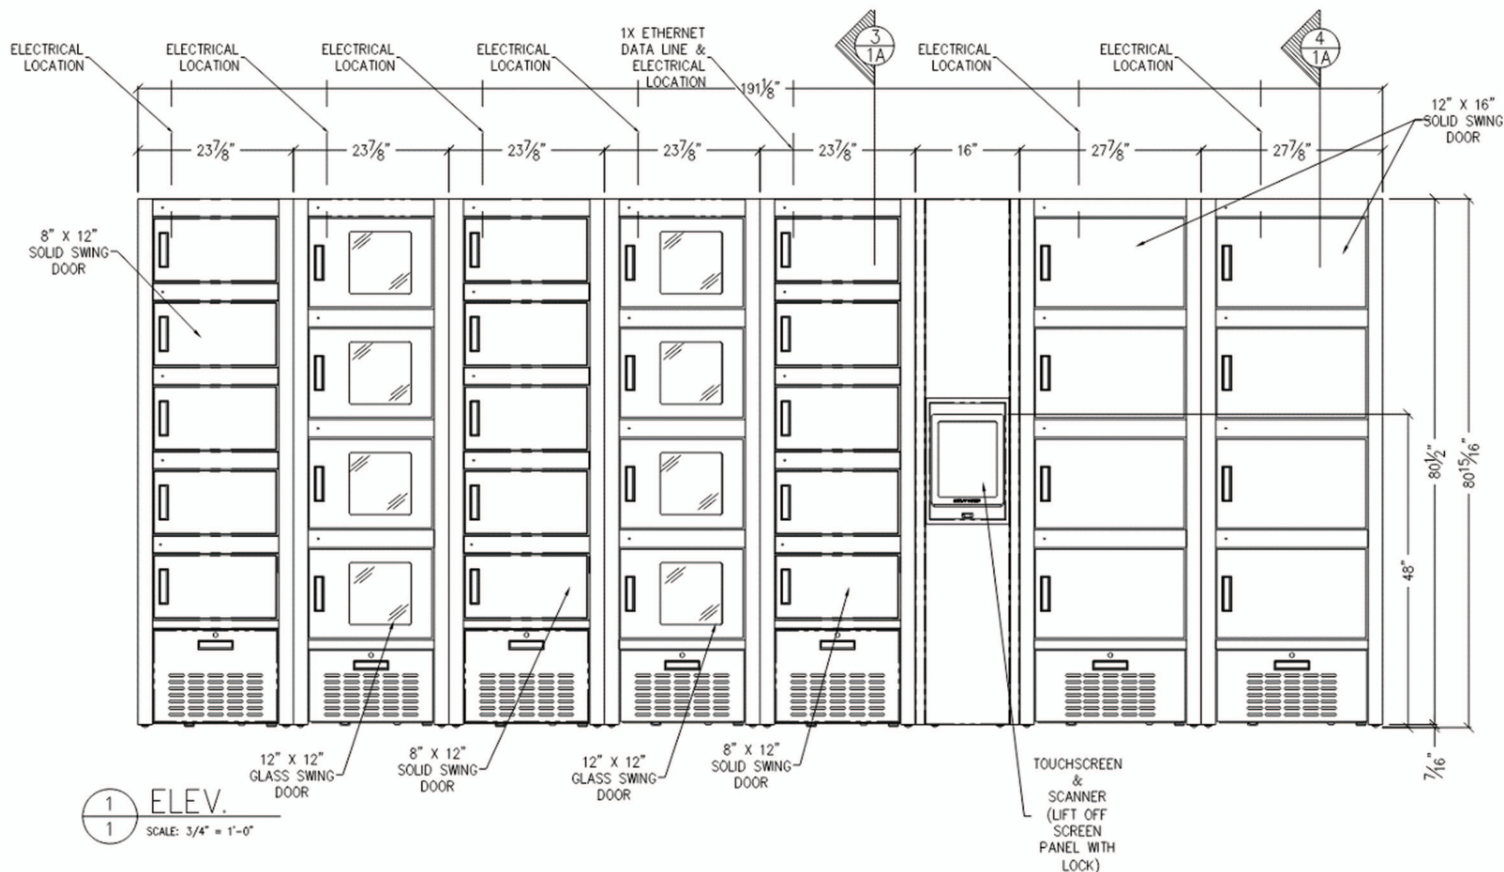 ELECTRICAL
LOCATION
ELECTRICAL
LOCATION
ELECTRICAL
LOCATION
ELECTRICAL
LOCATION
1X ETHERNET
DATA LINE &
ELECTRICAL
LOCATION
3
1A
ELECTRICAL
LOCATION
ELECTRICAL
LOCATION
4
1A
191⅛"
12" X 16"
SOLID SWING
DOOR
23⅞"
23⅞"
23⅞"
23⅞"
23⅞"
16"
27⅞"
27⅞"
8" X 12"
SOLID SWING
DOOR
80½"
80 15/16"
48"
7/16"
12" X 12"
GLASS SWING
DOOR
8" X 12"
SOLID SWING
DOOR
12" X 12"
GLASS SWING
DOOR
8" X 12"
SOLID SWING
DOOR
TOUCHSCREEN
&
SCANNER
(LIFT OFF
SCREEN
PANEL WITH
LOCK)
1
1
ELEV.
SCALE: 3/4" = 1'-0"